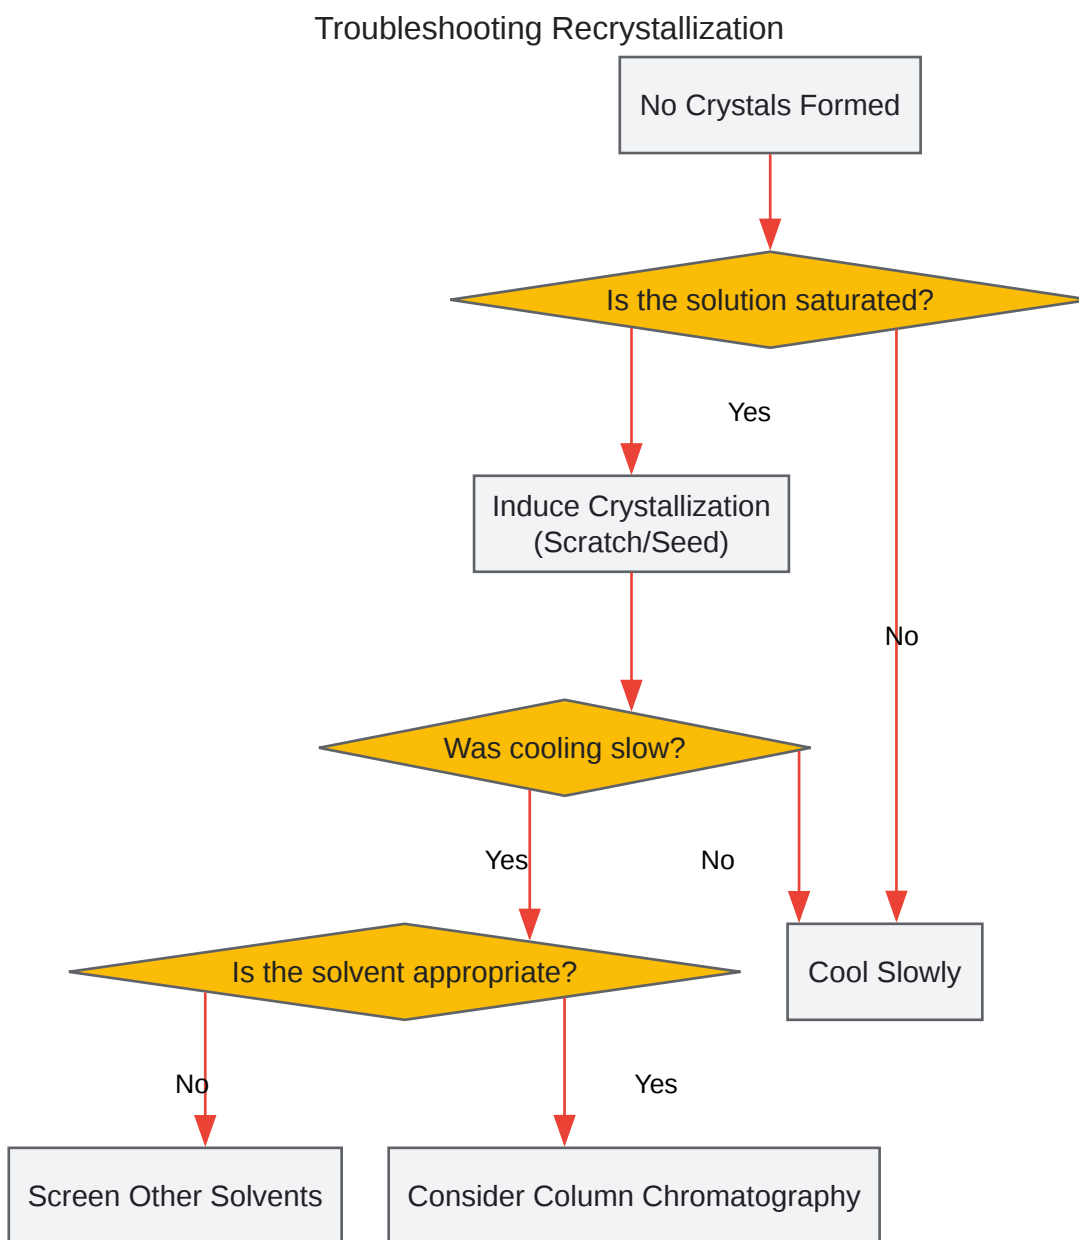 Troubleshooting Recrystallization
No Crystals Formed
Is the solution saturated?
Yes
Induce Crystallization
(Scratch/Seed)
No
Was cooling slow?
Yes
No
Is the solvent appropriate?
Cool Slowly
No
Yes
Screen Other Solvents
Consider Column Chromatography